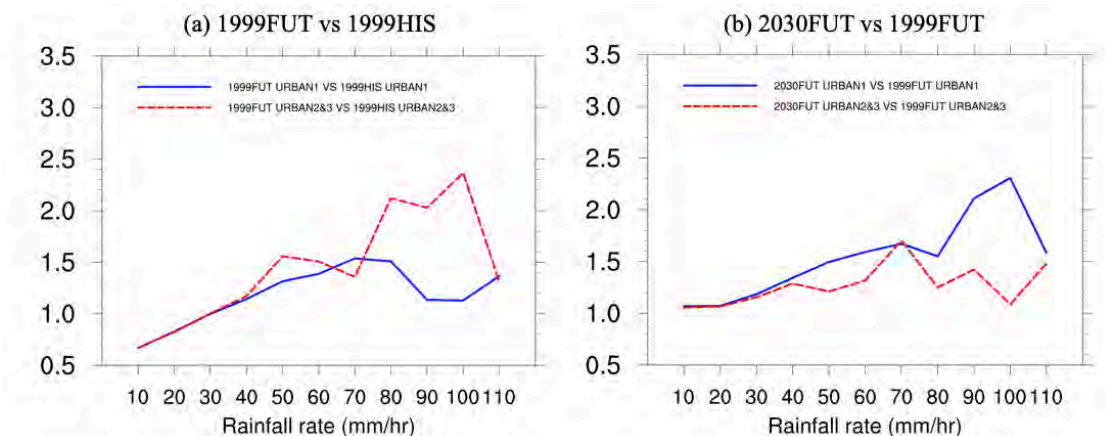 (a) 1999FUT vs 1999HIS
3.5
3.0
2.5
2.0
1.5
1.0
0.5
1999FUT URBAN1 VS 1999HIS URBAN1
1999FUT URBAN2&3 VS 1999HIS URBAN2&3
10 20 30 40 50 60 70 80 90 100 110
Rainfall rate (mm/hr)
(b) 2030FUT vs 1999FUT
3.5
3.0
2.5
2.0
1.5
1.0
0.5
2030FUT URBAN1 VS 1999FUT URBAN1
2030FUT URBAN2&3 VS 1999FUT URBAN2&3
10 20 30 40 50 60 70 80 90 100 110
Rainfall rate (mm/hr)